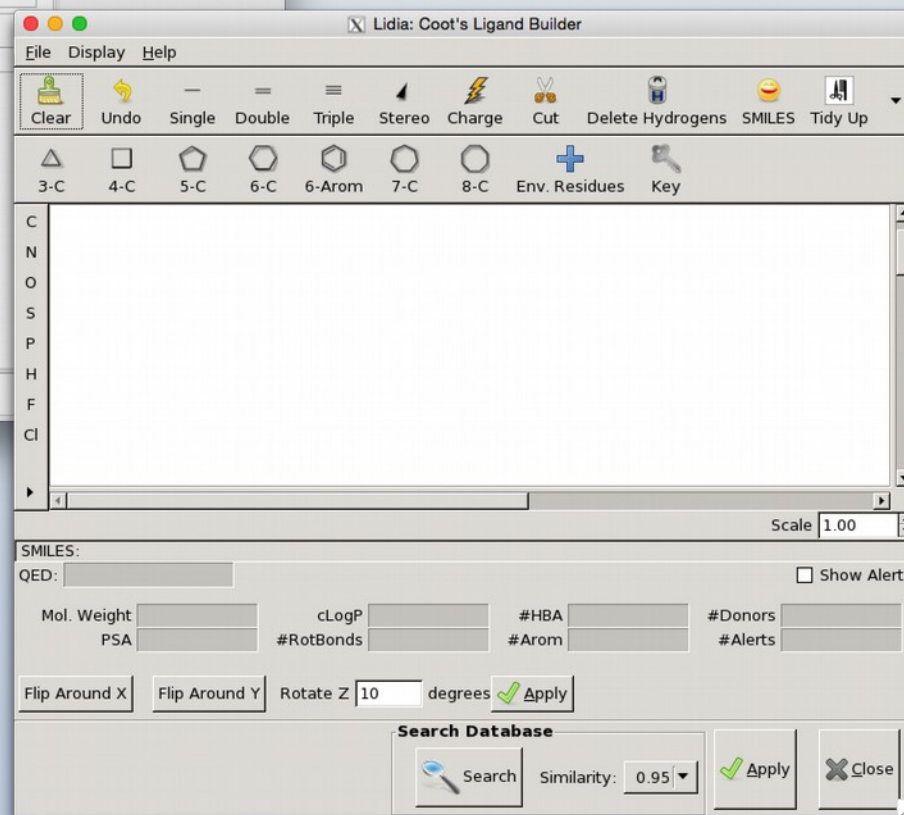 Lidia: Coot's Ligand Builder
File Display Help
Clear Undo Single Double Triple Stereo Charge Cut Delete Hydrogens SMILES Tidy Up
3-C 4-C 5-C 6-C 6-Arom 7-C 8-C Env. Residues Key
C
N
O
S
P
H
F
Cl
Scale 1.00
SMILES:
QED: Show Alert
Mol. Weight cLogP #HBA #Donors
PSA #RotBonds #Arom #Alerts
Flip Around X Flip Around Y Rotate Z 10 degrees Apply
Search Database
Search Similarity: 0.95 Apply Close